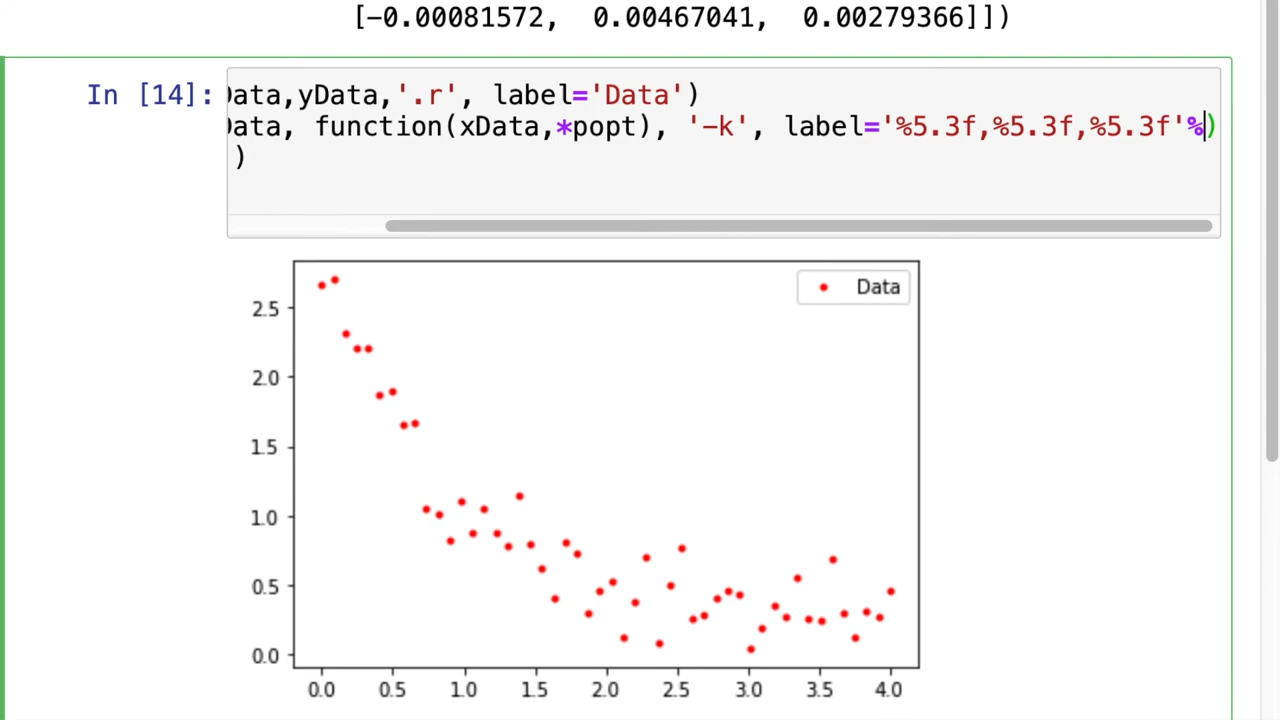 [-0.00081572, 0.00467041, 0.00279366]])
In [14]:
Data,yData,'.r', label='Data')
Data, function(xData,*popt), '-k', label='%5.3f,%5.3f,%5.3f'%)
)
Data
2.5
2.0
1.5
1.0
0.5
0.0
0.0 0.5 1.0 1.5 2.0 2.5 3.0 3.5 4.0